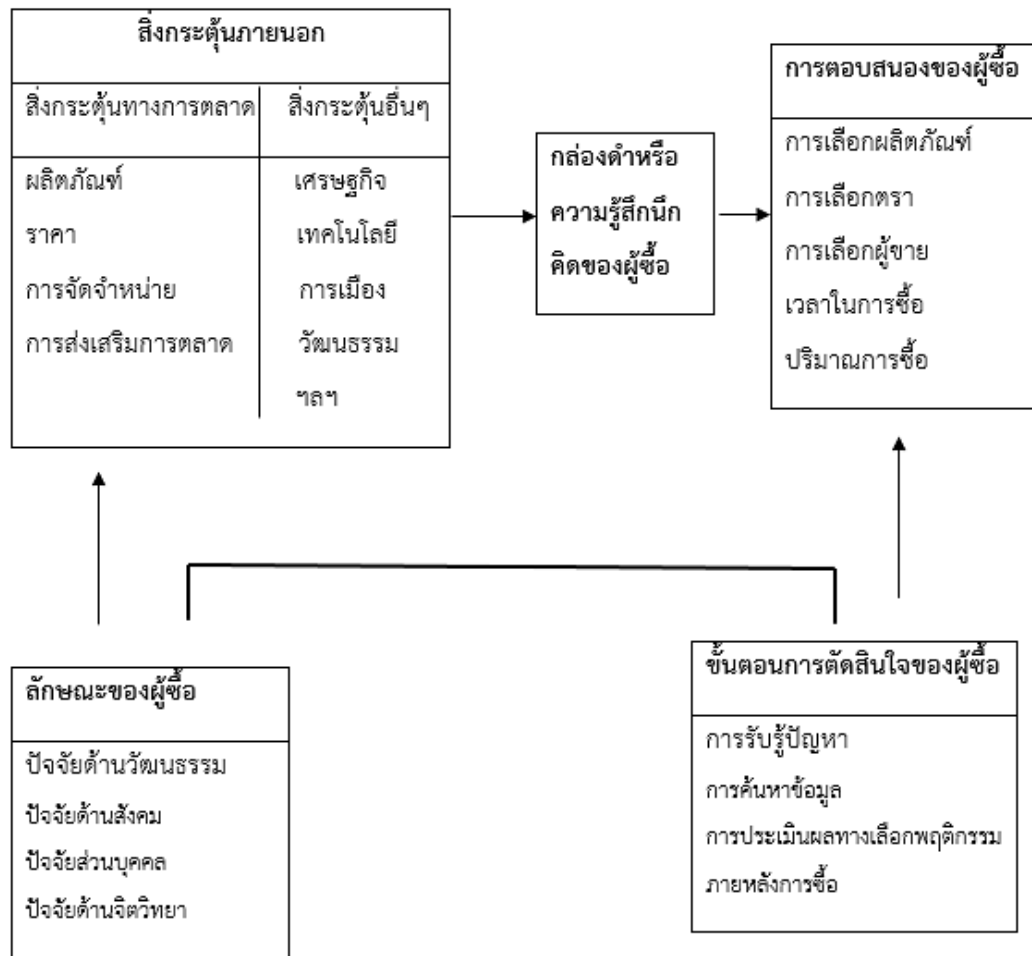 สิ่งกระตุ้นภายนอก
สิ่งกระตุ้นทางการตลาด
สิ่งกระตุ้นอื่นๆ
ผลิตภัณฑ์
ราคา
การจัดจำหน่าย
การส่งเสริมการตลาด
เศรษฐกิจ
เทคโนโลยี
การเมือง
วัฒนธรรม
ฯลฯ
กล่องดำหรือ
ความรู้สึกนึก
คิดของผู้ซื้อ
การตอบสนองของผู้ซื้อ
การเลือกผลิตภัณฑ์
การเลือกตรา
การเลือกผู้ขาย
เวลาในการซื้อ
ปริมาณการซื้อ
ลักษณะของผู้ซื้อ
ปัจจัยด้านวัฒนธรรม
ปัจจัยด้านสังคม
ปัจจัยส่วนบุคคล
ปัจจัยด้านจิตวิทยา
ขั้นตอนการตัดสินใจของผู้ซื้อ
การรับรู้ปัญหา
การค้นหาข้อมูล
การประเมินผลทางเลือกพฤติกรรม
ภายหลังการซื้อ